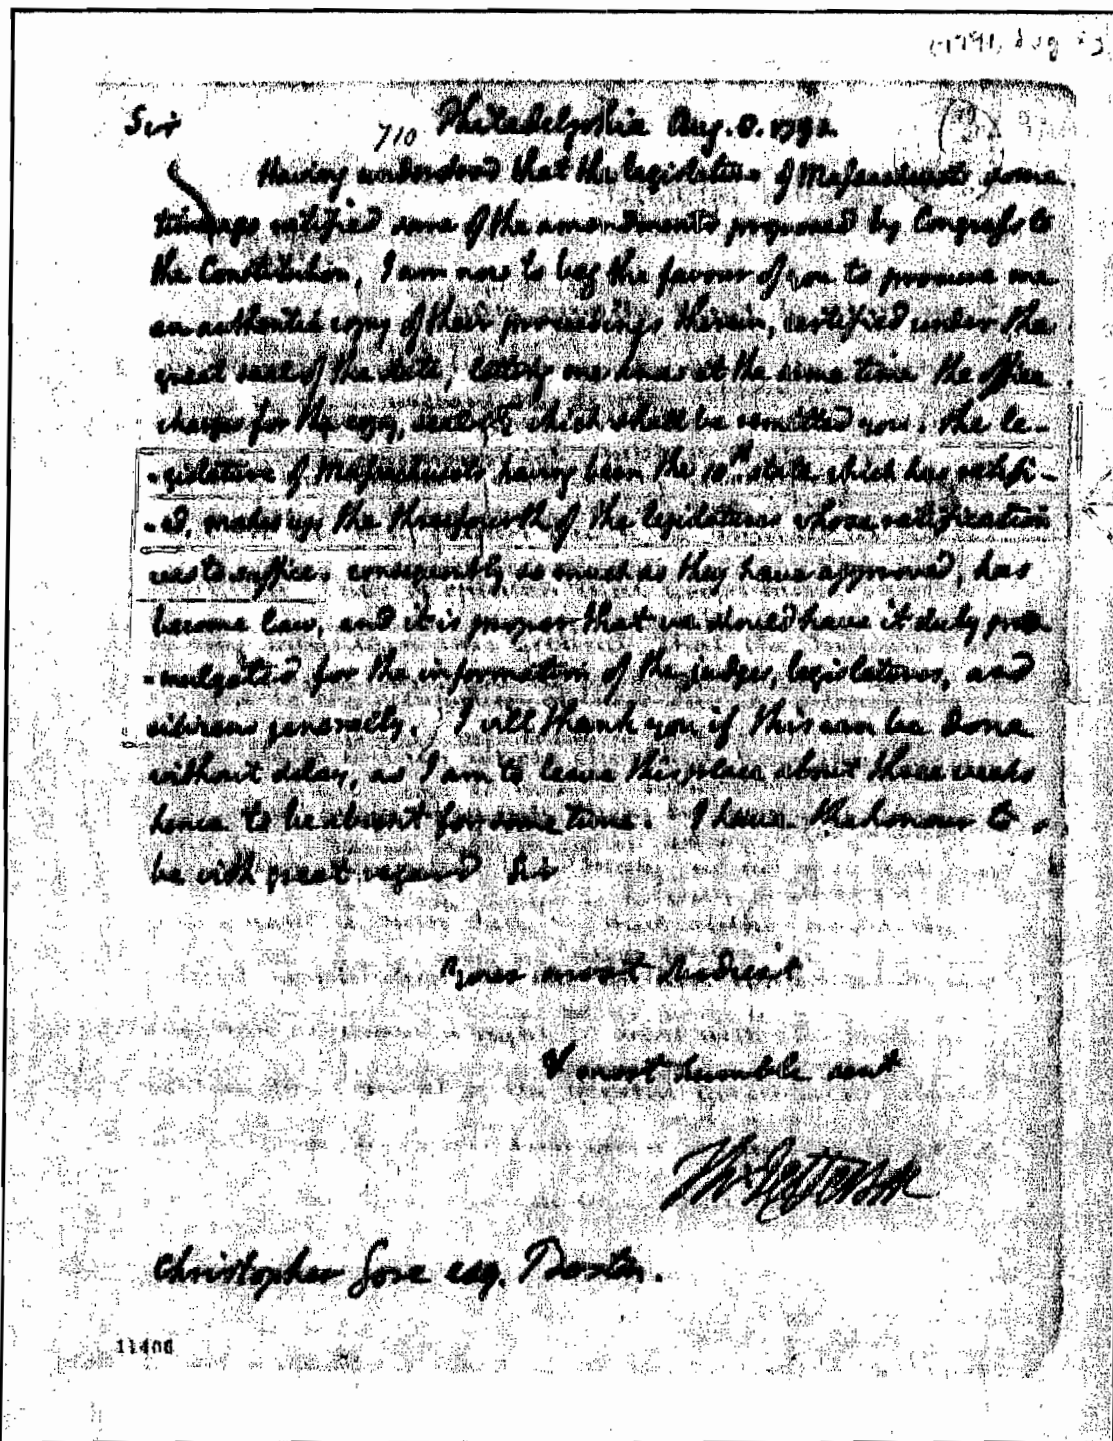 (1791, Aug
Sir
710 Philadelphia Aug. 8. 1791.
Having understood that the legislature of Massachusets some
time ago ratified some of the amendments proposed by Congress to
the Constitution, I am now to beg the favour of you to procure me
an authentic copy of their proceedings therein, certified under the
great seal of the state, letting me know at the same time the office
charges for the copy, seal &c which shall be remitted you. the le-
-gislature of Massachusets having been the 10th. state which has ratifi-
-ed, makes up the threefourth of the legislatures whose ratification
was to suffice. consequently so much as they have approved, has
become law, and it is proper that we should have it duly pro-
-mulgated for the information of the judges, legislatures, and
citizens generally. I will thank you if this can be done
without delay, as I am to leave this place about three weeks
hence to be absent for some time. I have the honour to
be with great regard Sir
Your most obedient
& most humble servt
Th: Jefferson
Christopher Gore esq. Boston.
11406